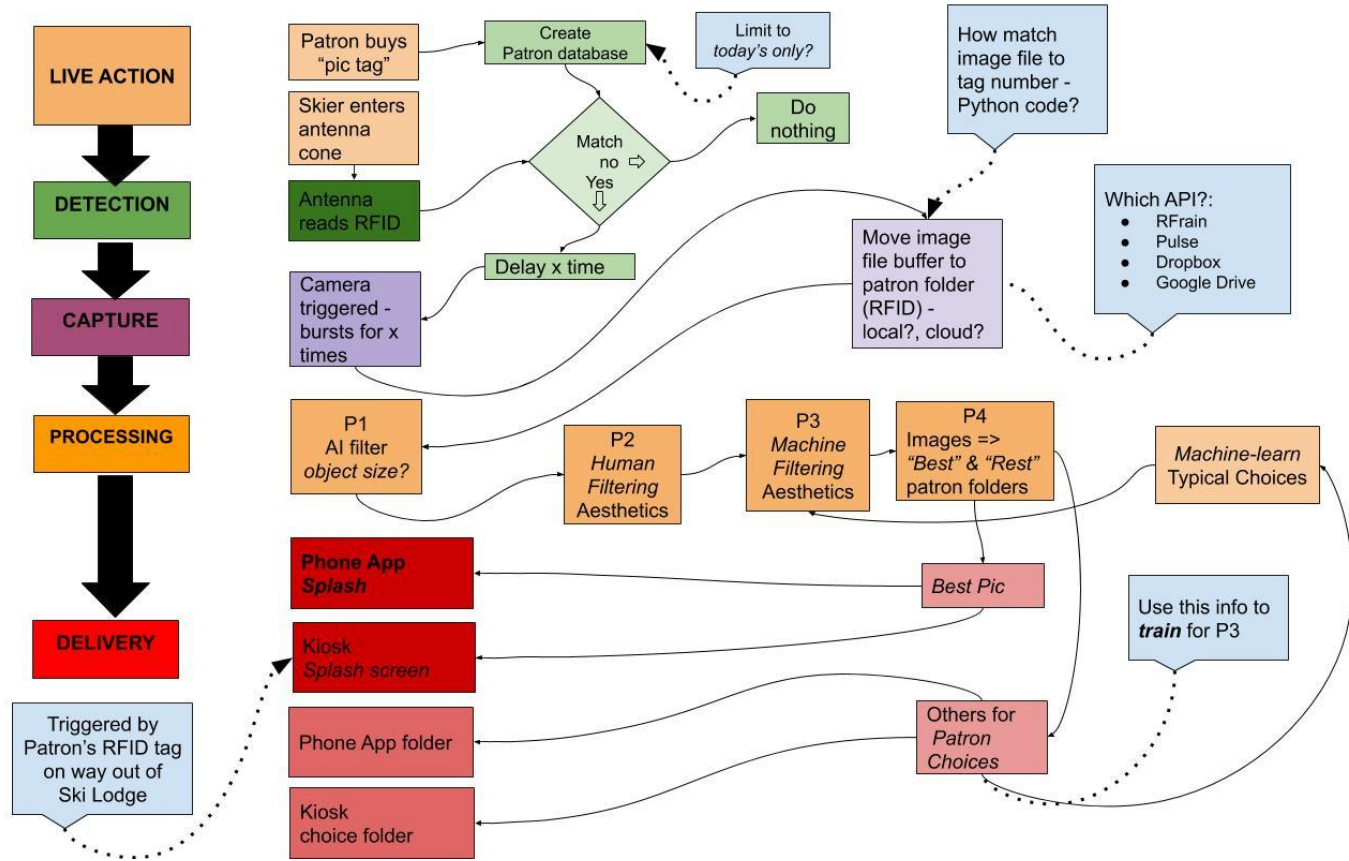 LIVE ACTION
DETECTION
CAPTURE
PROCESSING
DELIVERY
Triggered by
Patron's RFID tag
on way out of
Ski Lodge
Patron buys
"pic tag"
Create
Patron database
Limit to
today's only?
How match
image file to
tag number -
Python code?
Skier enters
antenna
cone
Match
no
Yes
Do
nothing
Antenna
reads RFID
Delay x time
Which API?:
● RFrain
● Pulse
● Dropbox
● Google Drive
Camera
triggered -
bursts for x
times
Move image
file buffer to
patron folder
(RFID) -
local?, cloud?
P1
AI filter
object size?
P2
Human
Filtering
Aesthetics
P3
Machine
Filtering
Aesthetics
P4
Images =>
"Best" & "Rest"
patron folders
Machine-learn
Typical Choices
Phone App
Splash
Best Pic
Use this info to
train for P3
Kiosk
Splash screen
Phone App folder
Others for
Patron
Choices
Kiosk
choice folder